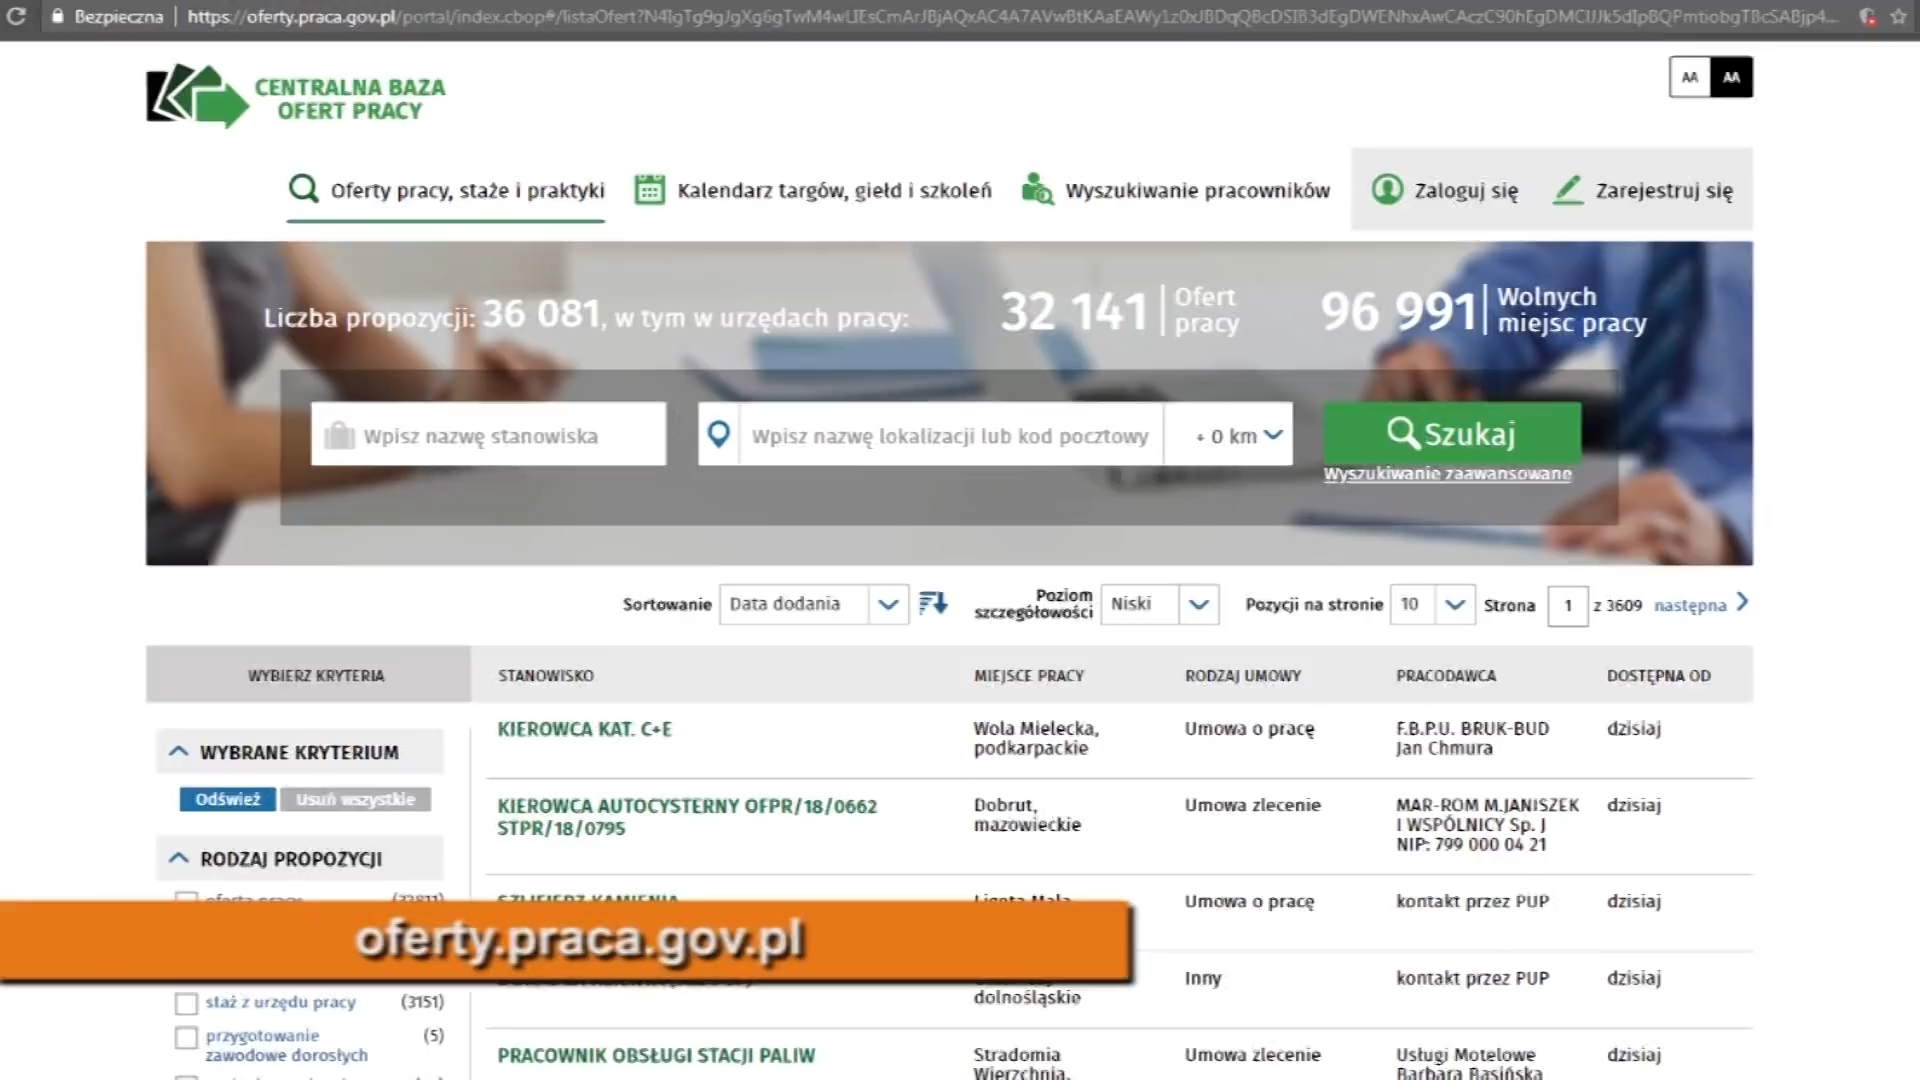 Bezpieczna
https://oferty.praca.gov.pl/portal/index.cbop#/listaOfert?
CENTRALNA BAZA
OFERT PRACY
AA
AA
Oferty pracy, staże i praktyki
Kalendarz targów, giełd i szkoleń
Wyszukiwanie pracowników
Zaloguj się
Zarejestruj się
Liczba propozycji: 36 081, w tym w urzędach pracy:
32 141
Ofert
pracy
96 991
Wolnych
miejsc pracy
Wpisz nazwę stanowiska
Wpisz nazwę lokalizacji lub kod pocztowy
+ 0 km
Szukaj
Wyszukiwanie zaawansowane
Sortowanie
Data dodania
Poziom
szczegółowości
Niski
Pozycji na stronie
10
Strona
1
z 3609
następna
WYBIERZ KRYTERIA
STANOWISKO
MIEJSCE PRACY
RODZAJ UMOWY
PRACODAWCA
DOSTĘPNA OD
WYBRANE KRYTERIUM
Odśwież
Usuń wszystkie
RODZAJ PROPOZYCJI
KIEROWCA KAT. C+E
Wola Mielecka,
podkarpackie
Umowa o pracę
F.B.P.U. BRUK-BUD
Jan Chmura
dzisiaj
KIEROWCA AUTOCYSTERNY OFPR/18/0662
STPR/18/0795
Dobrut,
mazowieckie
Umowa zlecenie
MAR-ROM M.JANISZEK
I WSPÓLNICY Sp. J
NIP: 799 000 04 21
dzisiaj
Umowa o pracę
kontakt przez PUP
dzisiaj
oferty.praca.gov.pl
dolnośląskie
Inny
kontakt przez PUP
dzisiaj
staż z urzędu pracy
(3151)
przygotowanie
zawodowe dorosłych
(5)
PRACOWNIK OBSŁUGI STACJI PALIW
Stradomia
Wierzchnia,
Umowa zlecenie
Usługi Motelowe
Barbara Basińska
dzisiaj